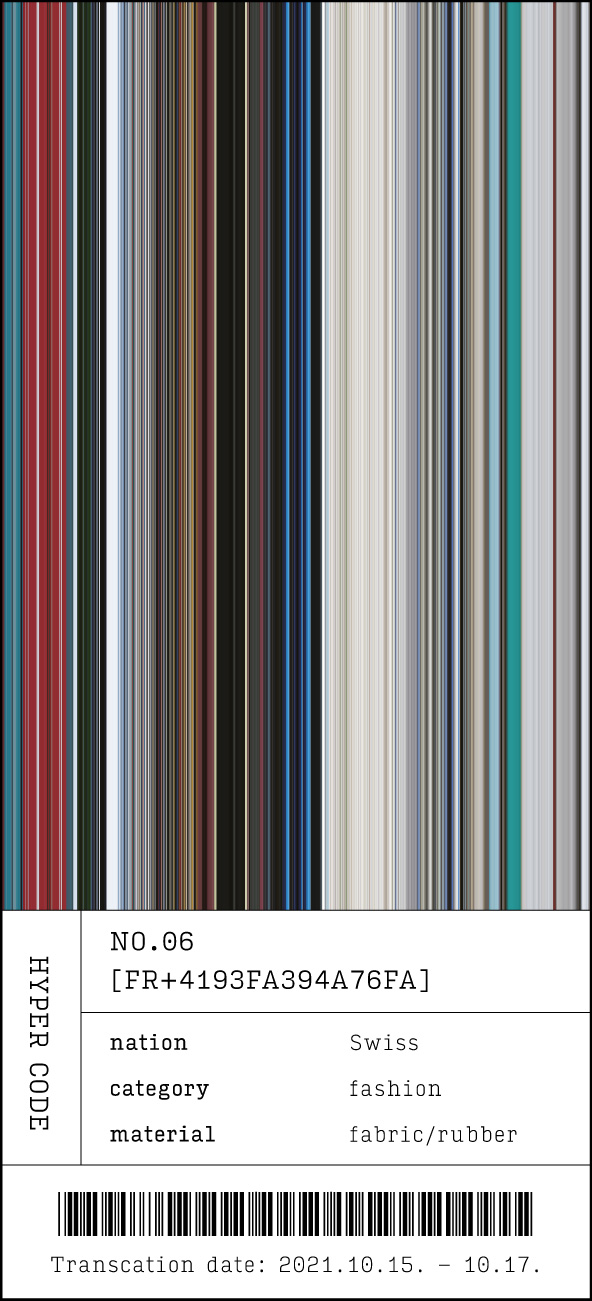 HYPER CODE
NO.06
[FR+4193FA394A76FA]
nation Swiss
category fashion
material fabric/rubber
Transcation date: 2021.10.15. – 10.17.